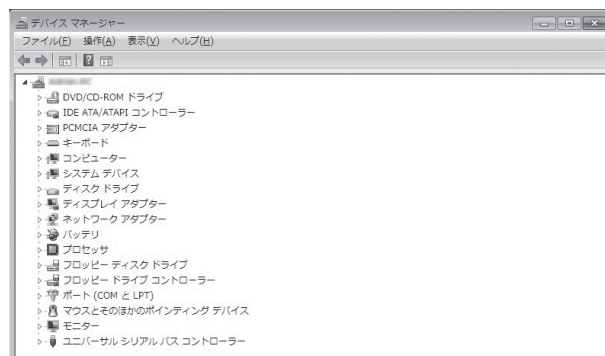 デバイス マネージャー
ファイル(F) 操作(A) 表示(V) ヘルプ(H)
DVD/CD-ROM ドライブ
IDE ATA/ATAPI コントローラー
PCMCIA アダプター
キーボード
コンピューター
システム デバイス
ディスク ドライブ
ディスプレイ アダプター
ネットワーク アダプター
バッテリ
プロセッサ
フロッピー ディスク ドライブ
フロッピー ドライブ コントローラー
ポート (COM と LPT)
マウスとそのほかのポインティング デバイス
モニター
ユニバーサル シリアル バス コントローラー